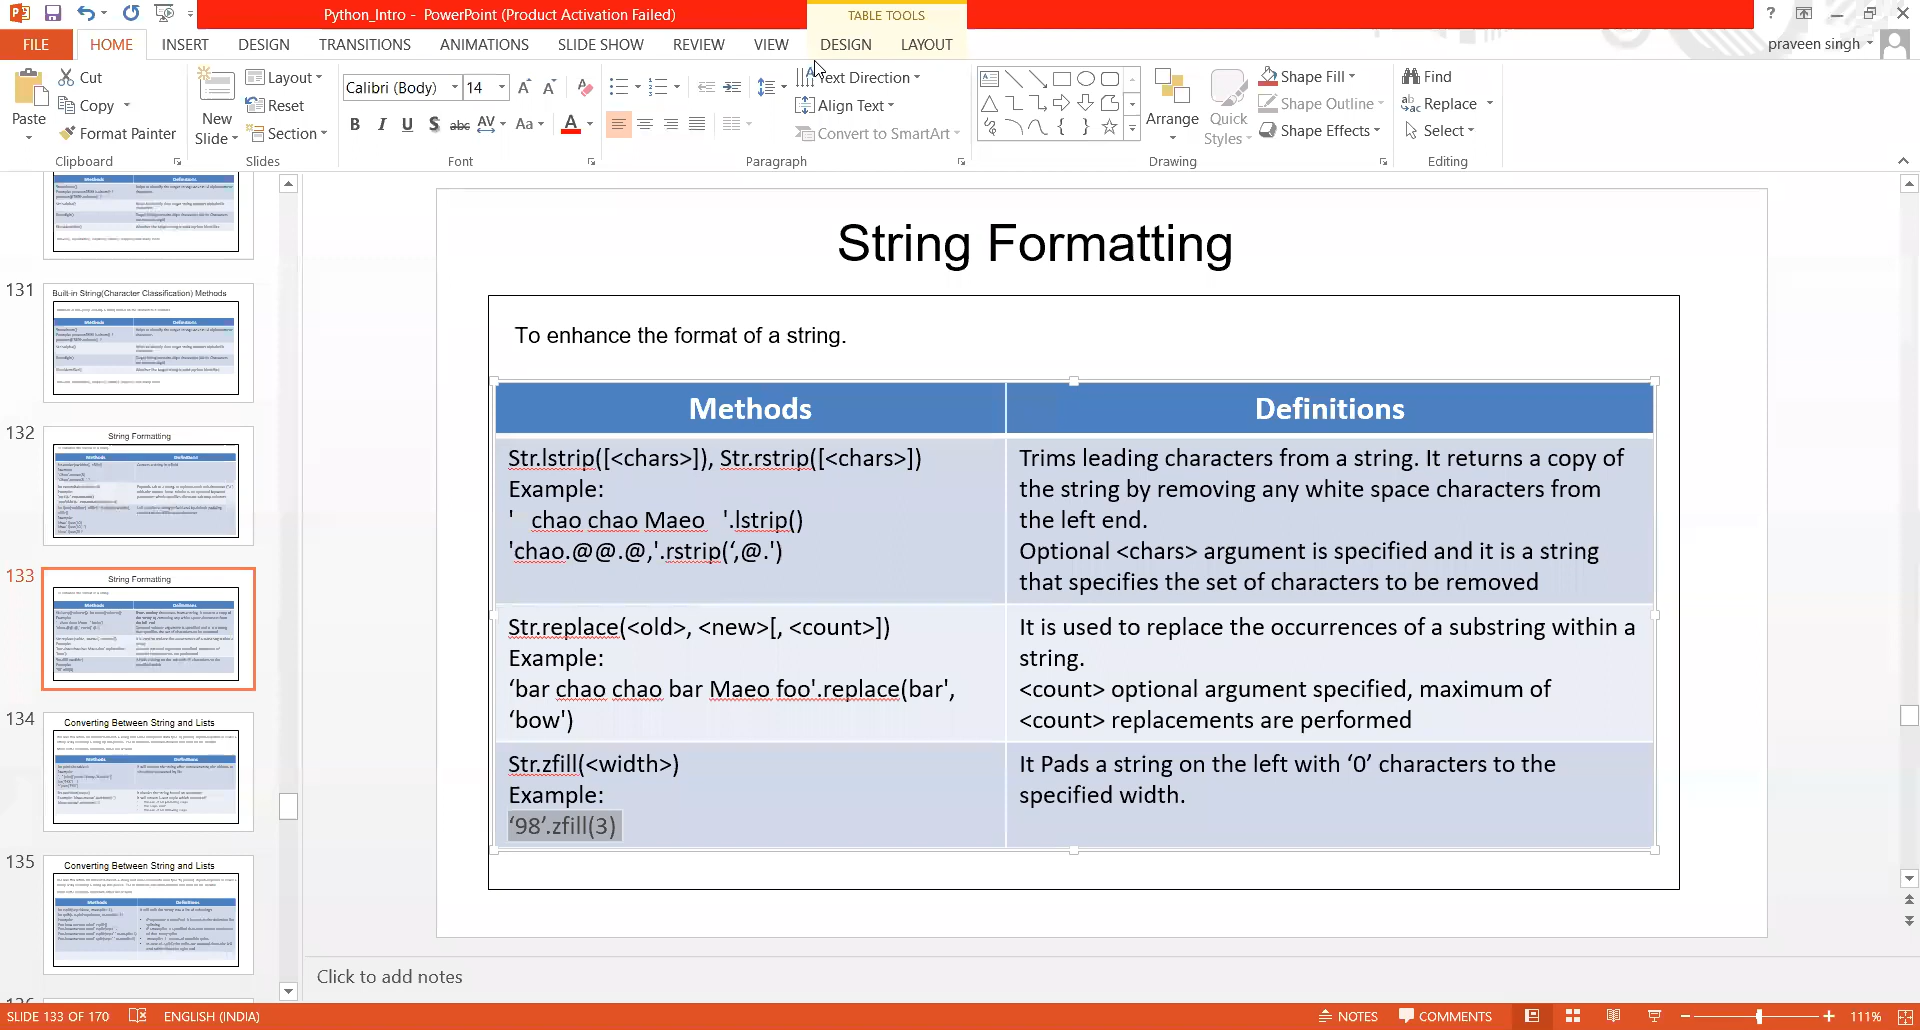 Python_Intro - PowerPoint (Product Activation Failed)
TABLE TOOLS
?
FILE
HOME
INSERT
DESIGN
TRANSITIONS
ANIMATIONS
SLIDE SHOW
REVIEW
VIEW
DESIGN
LAYOUT
praveen singh
Paste
Cut
Copy
Format Painter
Clipboard
New
Slide
Layout
Reset
Section
Slides
Calibri (Body)
14
Font
Text Direction
Align Text
Convert to SmartArt
Paragraph
Arrange
Quick
Styles
Shape Fill
Shape Outline
Shape Effects
Drawing
Find
Replace
Select
Editing
131
Built-in String(Character Classification) Methods
Methods
Definitions
132
String Formatting
Methods
Definitions
133
String Formatting
Methods
Definitions
134
Converting Between String and Lists
Methods
Definitions
135
Converting Between String and Lists
Methods
Definitions
String Formatting
To enhance the format of a string.
Methods
Definitions
Str.lstrip([<chars>]), Str.rstrip([<chars>])
Example:
'   chao chao Maeo   '.lstrip()
'chao.@@.@,'.rstrip(‘,@.')
Trims leading characters from a string. It returns a copy of
the string by removing any white space characters from
the left end.
Optional <chars> argument is specified and it is a string
that specifies the set of characters to be removed
Str.replace(<old>, <new>[, <count>])
Example:
‘bar chao chao bar Maeo foo'.replace(bar',
‘bow')
It is used to replace the occurrences of a substring within a
string.
<count> optional argument specified, maximum of
<count> replacements are performed
Str.zfill(<width>)
Example:
‘98’.zfill(3)
It Pads a string on the left with ‘0’ characters to the
specified width.
Click to add notes
SLIDE 133 OF 170
ENGLISH (INDIA)
NOTES
COMMENTS
111%